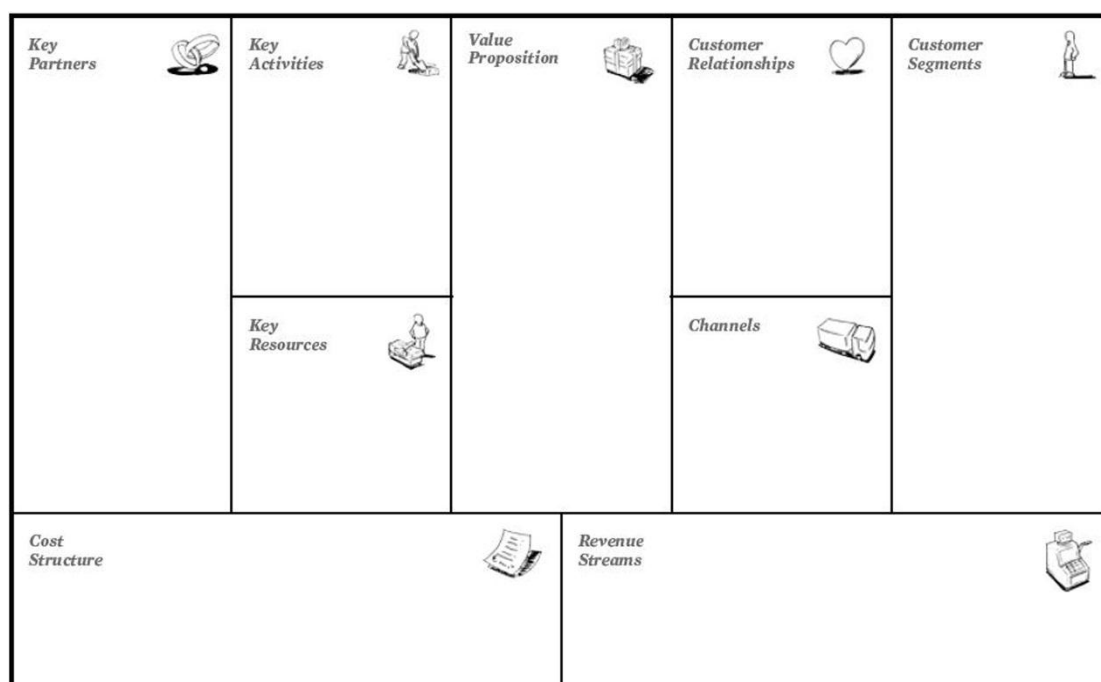 Key
Partners
Key
Activities
Value
Proposition
Customer
Relationships
Customer
Segments
Key
Resources
Channels
Cost
Structure
Revenue
Streams